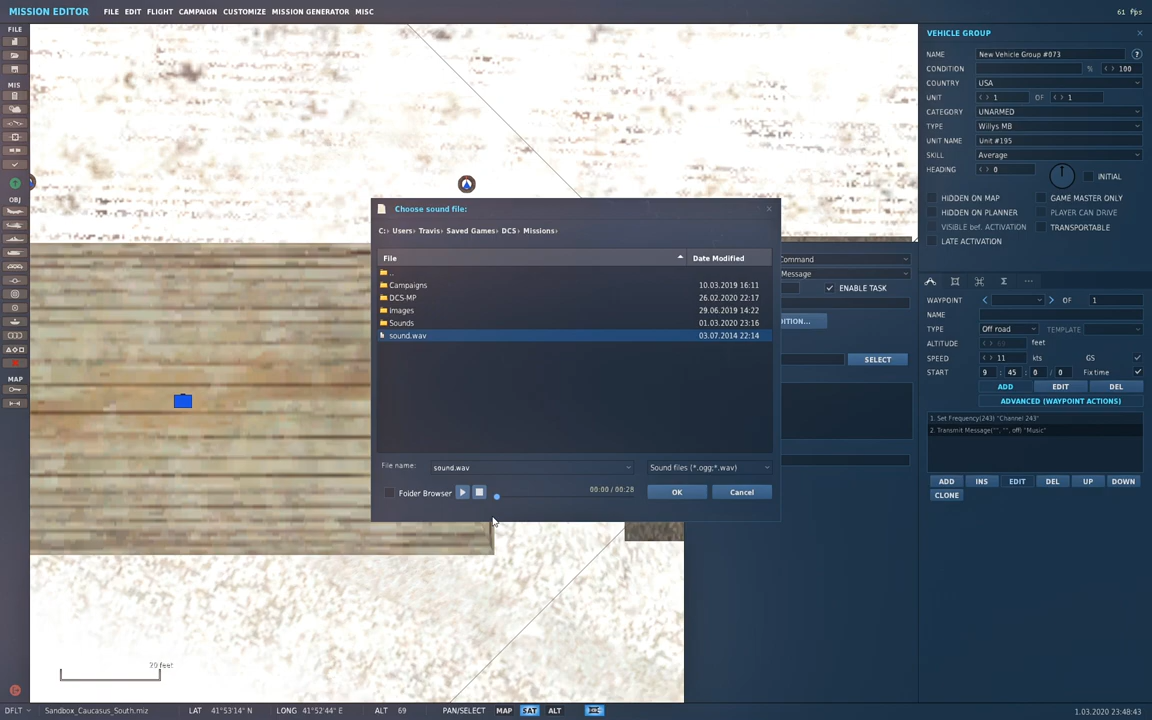 MISSION EDITOR FILE EDIT FLIGHT CAMPAIGN CUSTOMIZE MISSION GENERATOR MISC 61 fps
FILE
MIS
OBJ
MAP
Choose sound file:
C:› Users› Travis› Saved Games› DCS› Missions›
File Date Modified
..
Campaigns 10.03.2019 16:11
DCS-MP 26.02.2020 22:17
images 29.06.2019 14:22
Sounds 01.03.2020 23:16
sound.wav 03.07.2014 22:14
File name: sound.wav Sound files (*.ogg;*.wav)
Folder Browser 00:00 / 00:28 OK Cancel
Command
Message
ENABLE TASK
ITION...
SELECT
VEHICLE GROUP
NAME New Vehicle Group #073 ?
CONDITION % < > 100
COUNTRY USA
UNIT < > 1 OF < > 1
CATEGORY UNARMED
TYPE Willys MB
UNIT NAME Unit #195
SKILL Average
HEADING < > 0 INITIAL
HIDDEN ON MAP GAME MASTER ONLY
HIDDEN ON PLANNER PLAYER CAN DRIVE
VISIBLE bef. ACTIVATION TRANSPORTABLE
LATE ACTIVATION
WAYPOINT OF 1
NAME
TYPE Off road TEMPLATE
ALTITUDE < > 69 feet
SPEED < > 11 kts GS
START 9 : 45 : 0 / 0 Fix time
ADD EDIT DEL
ADVANCED (WAYPOINT ACTIONS)
1. Set Frequency(243) "Channel 243"
2. Transmit Message("", "", off) "Music"
ADD INS EDIT DEL UP DOWN
CLONE
20 feet
DFLT Sandbox_Caucasus_South.miz LAT 41°53'14" N LONG 41°52'44" E ALT 69 PAN/SELECT MAP SAT ALT 1.03.2020 23:48:43